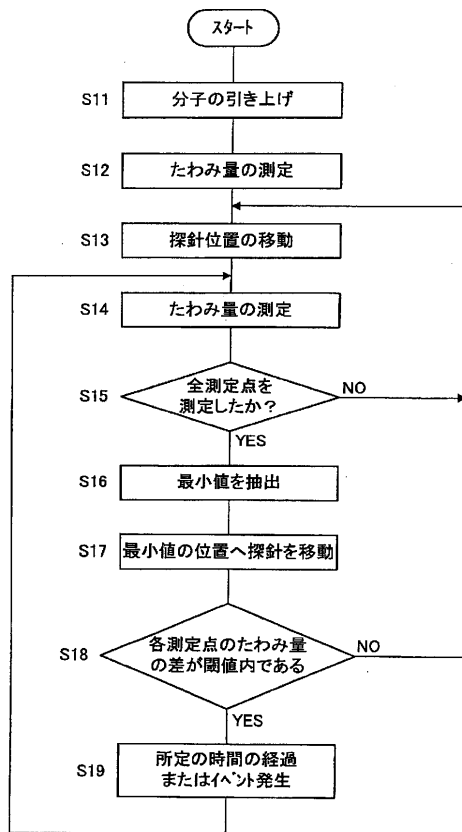 スタート
S11
分子の引き上げ
S12
たわみ量の測定
S13
探針位置の移動
S14
たわみ量の測定
S15
全測定点を
測定したか？
NO
YES
S16
最小値を抽出
S17
最小値の位置へ探針を移動
S18
各測定点のたわみ量
の差が閾値内である
NO
YES
S19
所定の時間の経過
またはイベント発生